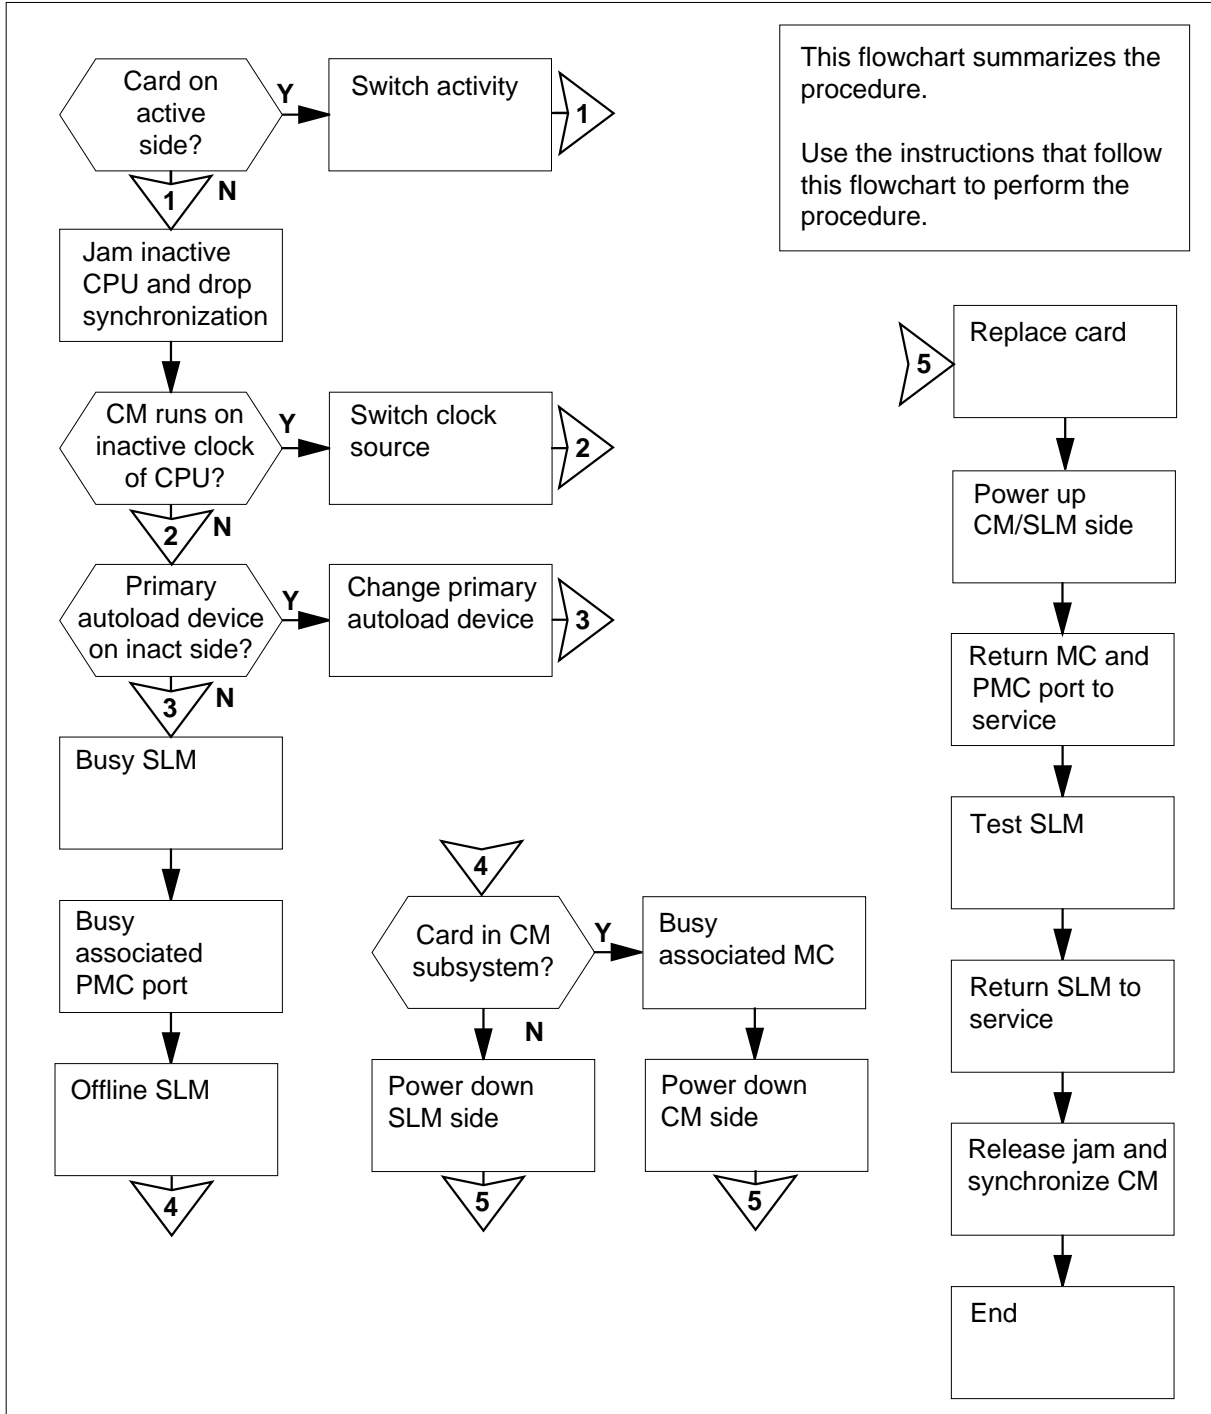 Card on
active
side?
Y
Switch activity
1
This flowchart summarizes the
procedure.
Use the instructions that follow
this flowchart to perform the
procedure.
1
N
Jam inactive
CPU and drop
synchronization
CM runs on
inactive clock
of CPU?
Y
Switch clock
source
2
2
N
Primary
autoload device
on inact side?
Y
Change primary
autoload device
3
3
N
Busy SLM
Busy
associated
PMC port
Offline SLM
4
4
Card in CM
subsystem?
Y
Busy
associated MC
N
Power down
SLM side
5
Power down
CM side
5
5
Replace card
Power up
CM/SLM side
Return MC and
PMC port to
service
Test SLM
Return SLM to
service
Release jam and
synchronize CM
End